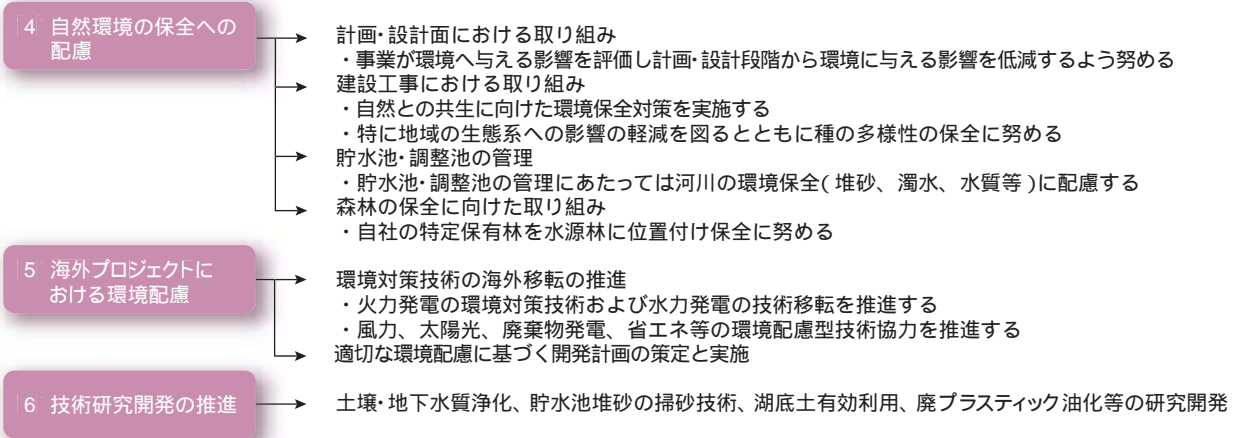 4 自然環境の保全への
配慮
計画・設計面における取り組み
・事業が環境へ与える影響を評価し計画・設計段階から環境に与える影響を低減するよう努める
建設工事における取り組み
・自然との共生に向けた環境保全対策を実施する
・特に地域の生態系への影響の軽減を図るとともに種の多様性の保全に努める
貯水池・調整池の管理
・貯水池・調整池の管理にあたっては河川の環境保全(堆砂、濁水、水質等)に配慮する
森林の保全に向けた取り組み
・自社の特定保有林を水源林に位置付け保全に努める
5 海外プロジェクトに
おける環境配慮
環境対策技術の海外移転の推進
・火力発電の環境対策技術および水力発電の技術移転を推進する
・風力、太陽光、廃棄物発電、省エネ等の環境配慮型技術協力を推進する
適切な環境配慮に基づく開発計画の策定と実施
6 技術研究開発の推進
土壌・地下水質浄化、貯水池堆砂の掃砂技術、湖底土有効利用、廃プラスティック油化等の研究開発